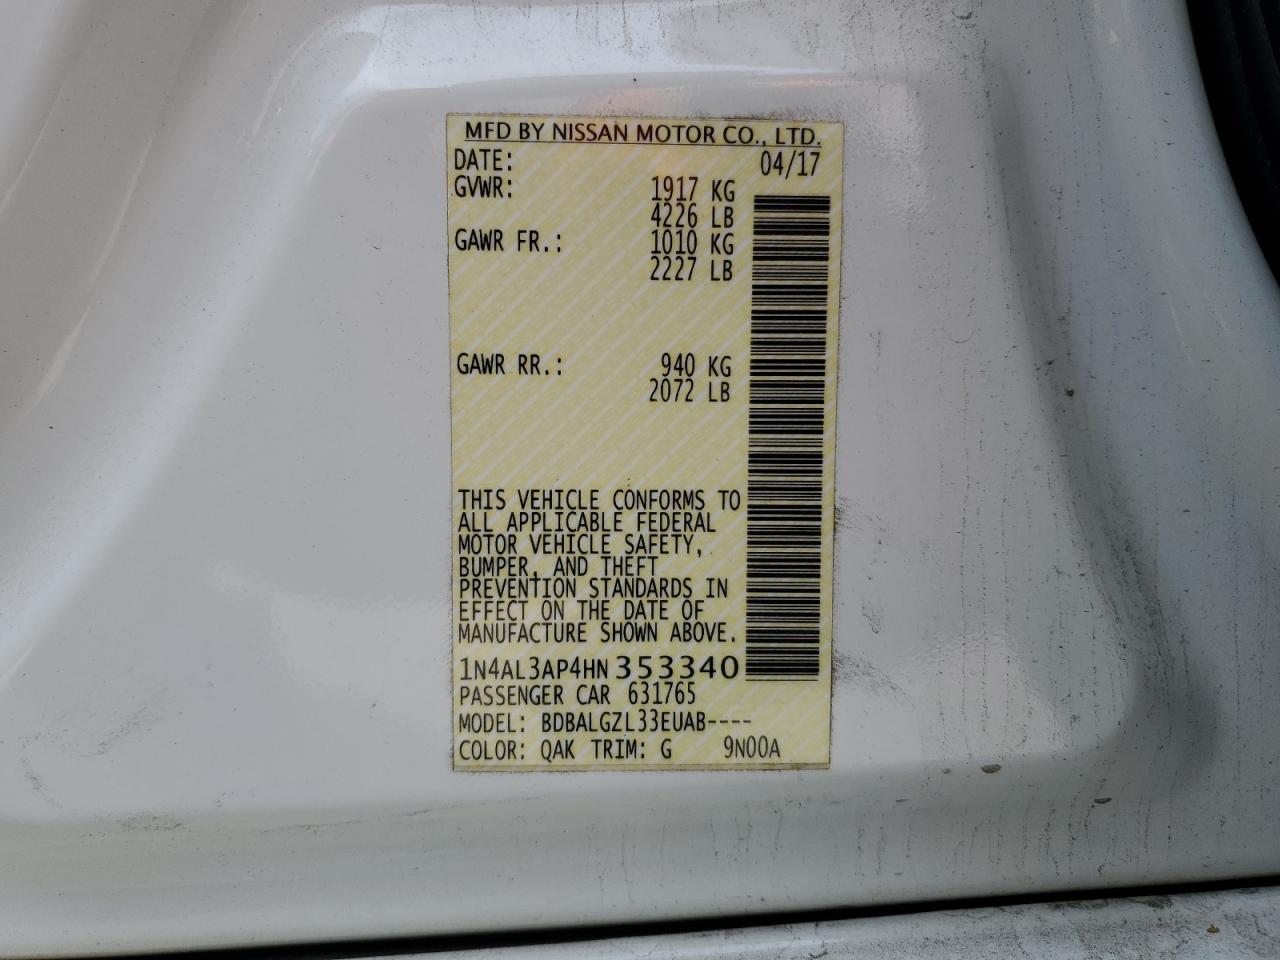 MFD BY NISSAN MOTOR CO., LTD.
DATE: 04/17
GVWR: 1917 KG
4226 LB
GAWR FR.: 1010 KG
2227 LB
GAWR RR.: 940 KG
2072 LB
THIS VEHICLE CONFORMS TO
ALL APPLICABLE FEDERAL
MOTOR VEHICLE SAFETY,
BUMPER, AND THEFT
PREVENTION STANDARDS IN
EFFECT ON THE DATE OF
MANUFACTURE SHOWN ABOVE.
1N4AL3AP4HN 353340
PASSENGER CAR 631765
MODEL: BDBALGZL33EUAB----
COLOR: QAK TRIM: G 9N00A